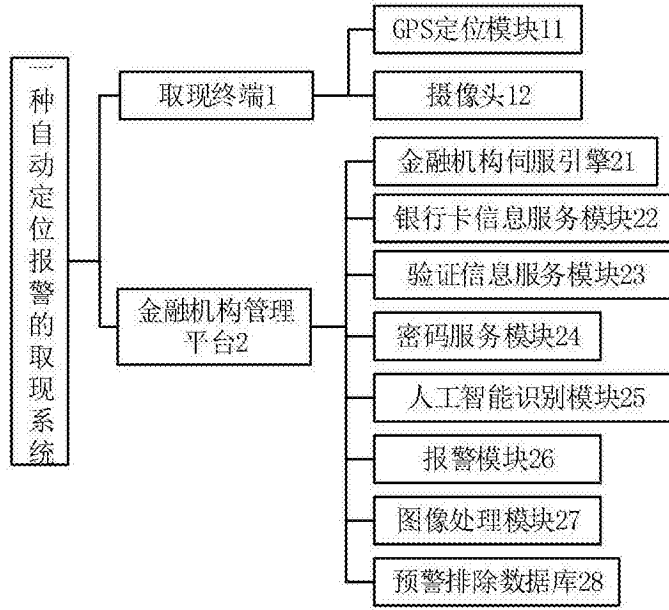 一种自动定位报警的取现系统
取现终端1
GPS定位模块11
摄像头12
金融机构管理
平台2
金融机构伺服引擎21
银行卡信息服务模块22
验证信息服务模块23
密码服务模块24
人工智能识别模块25
报警模块26
图像处理模块27
预警排除数据库28